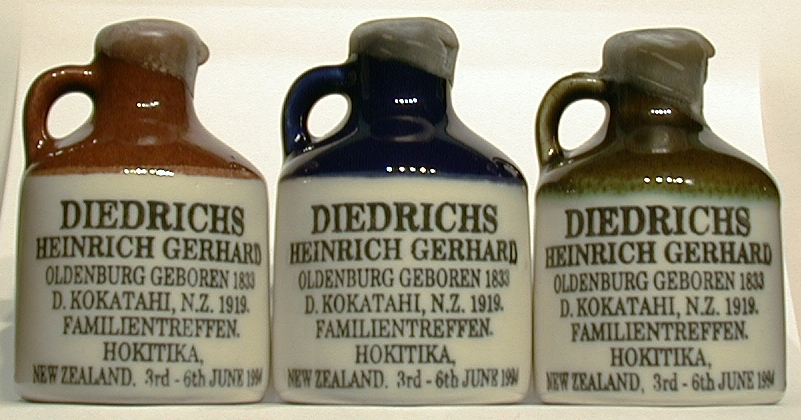 DIEDRICHS
HEINRICH GERHARD
OLDENBURG GEBOREN 1833
D. KOKATAHI, N.Z. 1919.
FAMILIENTREFFEN.
HOKITIKA,
NEW ZEALAND. 3rd - 6th JUNE 1994
DIEDRICHS
HEINRICH GERHARD
OLDENBURG GEBOREN 1833
D. KOKATAHI, N.Z. 1919.
FAMILIENTREFFEN.
HOKITIKA,
NEW ZEALAND. 3rd - 6th JUNE 1994
DIEDRICHS
HEINRICH GERHARD
OLDENBURG GEBOREN 1833
D. KOKATAHI, N.Z. 1919.
FAMILIENTREFFEN.
HOKITIKA,
NEW ZEALAND. 3rd - 6th JUNE 1994